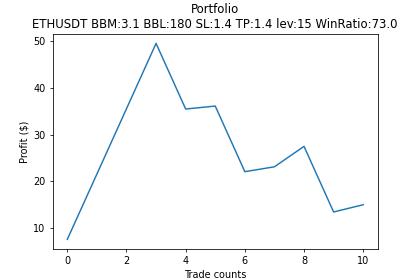 Portfolio
ETHUSDT BBM:3.1 BBL:180 SL:1.4 TP:1.4 lev:15 WinRatio:73.0
50
40
30
20
10
Profit ($)
0 2 4 6 8 10
Trade counts